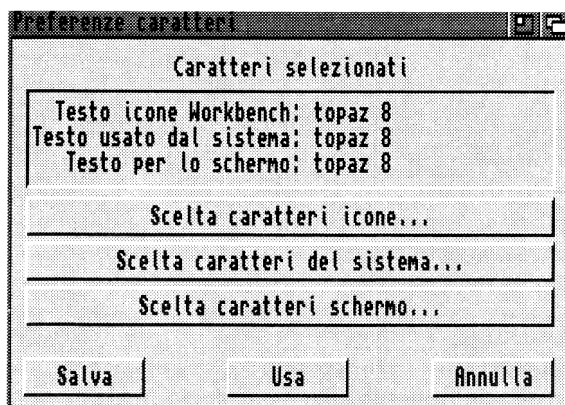 Preferenze caratteri
Caratteri selezionati
Testo icone Workbench: topaz 8
Testo usato dal sistema: topaz 8
Testo per lo schermo: topaz 8
Scelta caratteri icone...
Scelta caratteri del sistema...
Scelta caratteri schermo...
Salva Usa Annulla